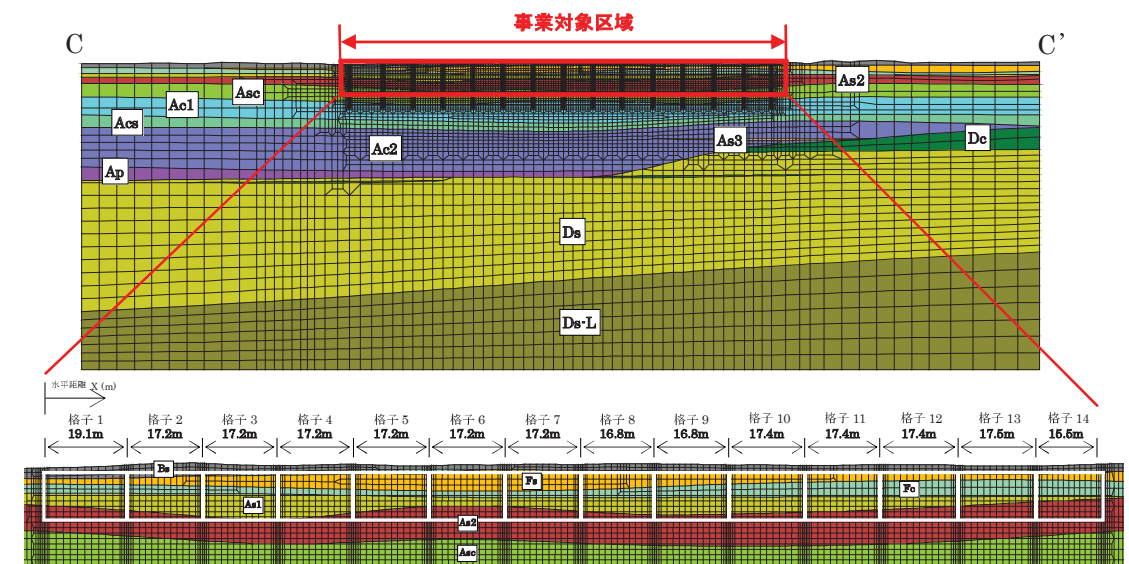 事業対象区域
C
C’
As2
Asc
Ac1
Acs
As3
Dc
Ac2
Ap
Ds
Ds-L
水平距離 X (m)
格子 1 格子 2 格子 3 格子 4 格子 5 格子 6 格子 7 格子 8 格子 9 格子 10 格子 11 格子 12 格子 13 格子 14
19.1m 17.2m 17.2m 17.2m 17.2m 17.2m 17.2m 16.8m 16.8m 17.4m 17.4m 17.4m 17.5m 15.5m
Bs
Fs
Fc
As1
As2
Asc